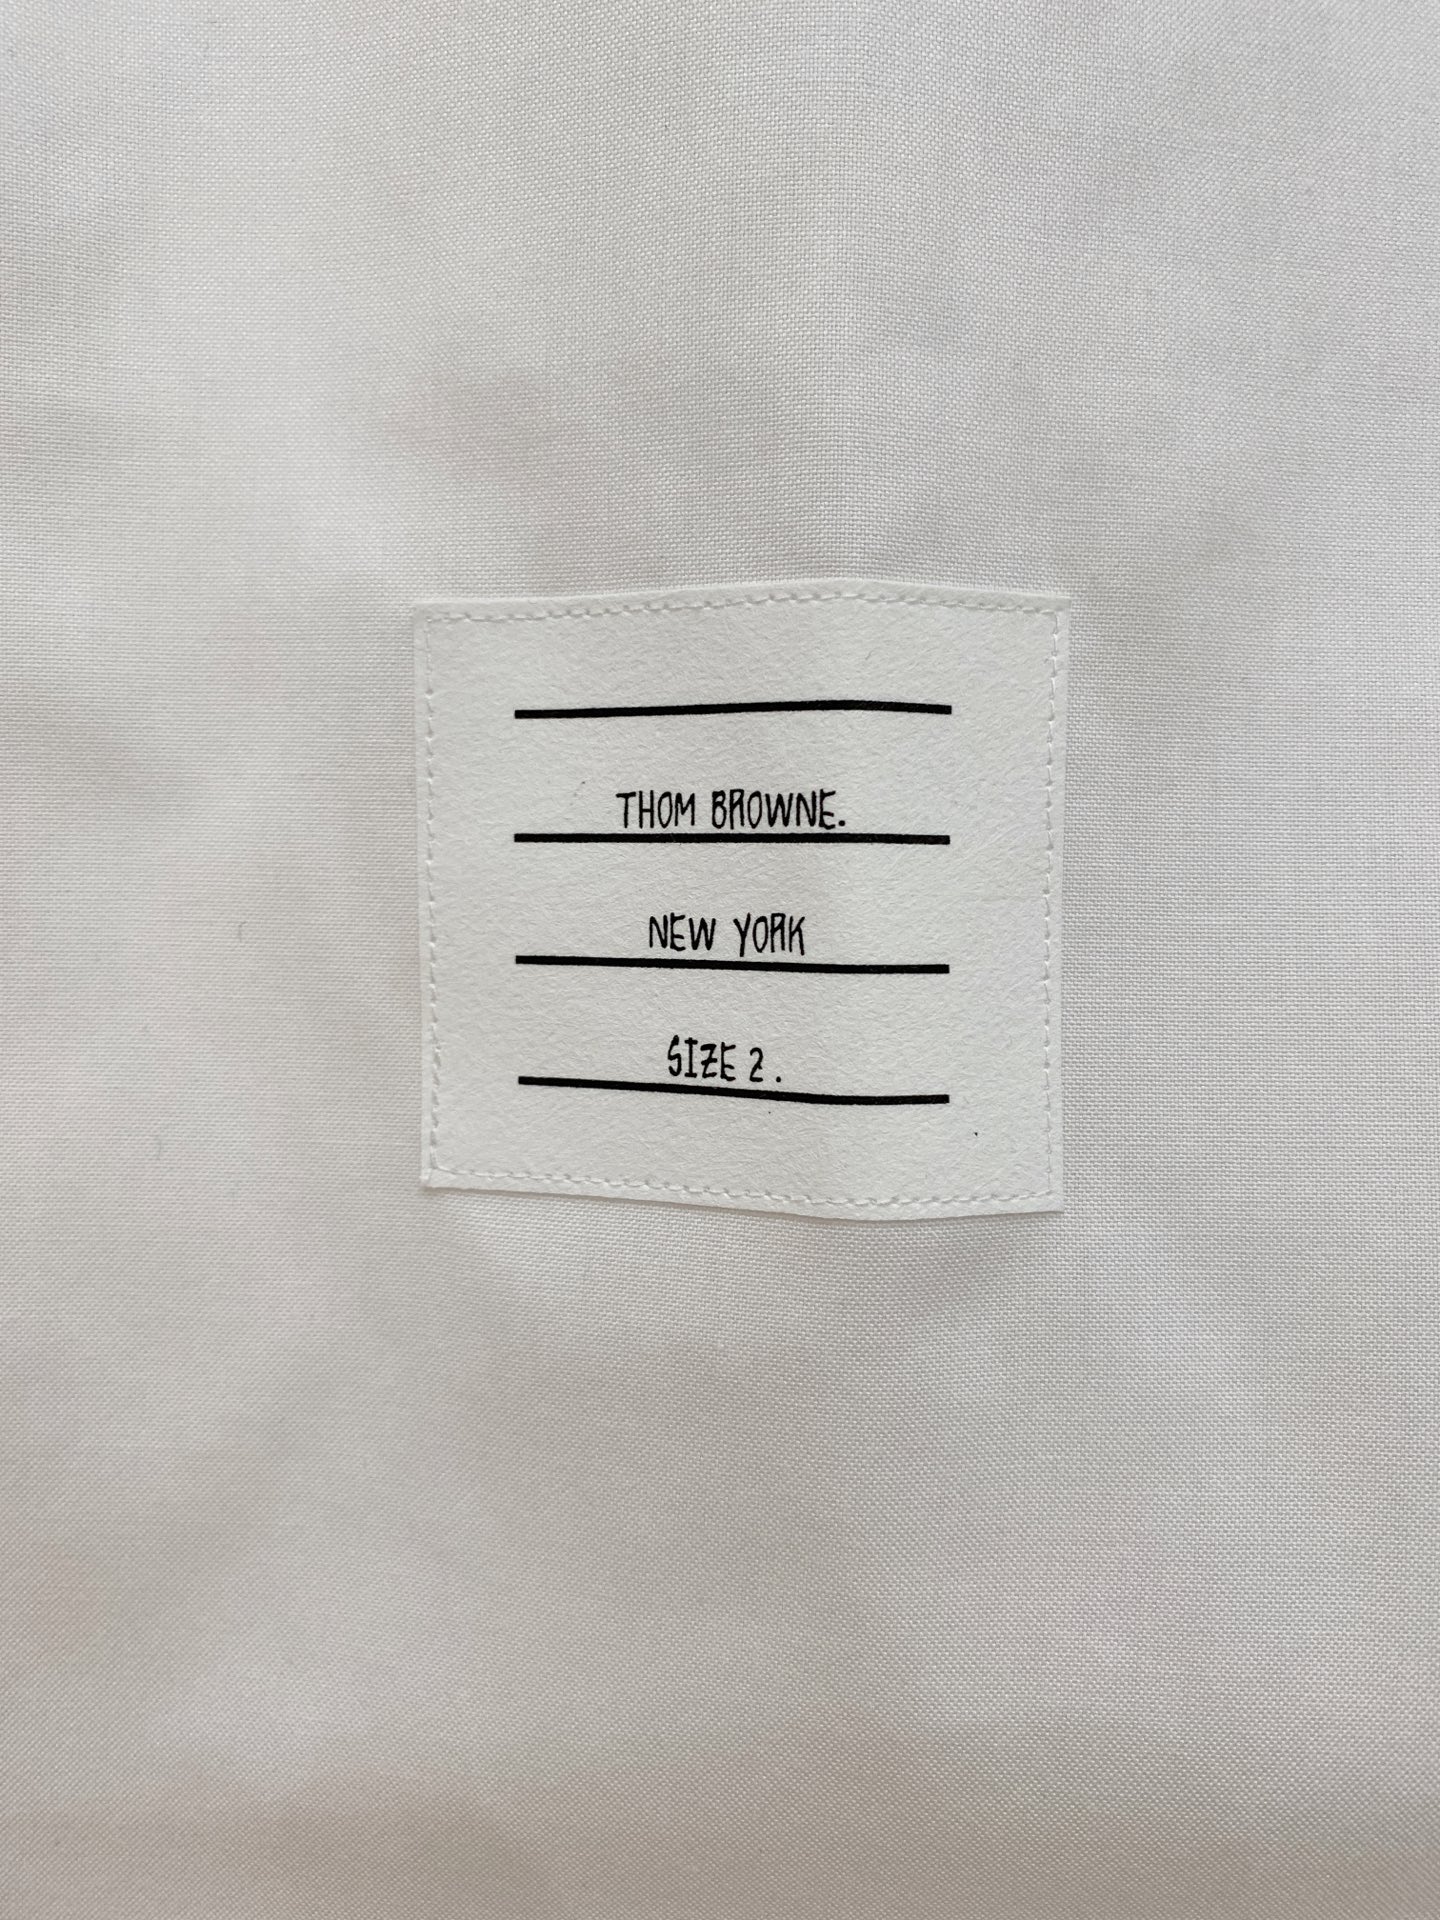 THOM BROWNE.
NEW YORK
SIZE 2.